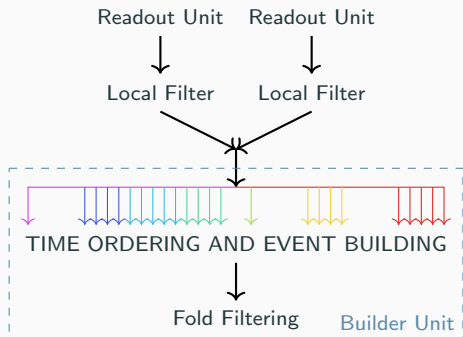 Readout Unit Readout Unit
Local Filter Local Filter
TIME ORDERING AND EVENT BUILDING
Fold Filtering
Builder Unit